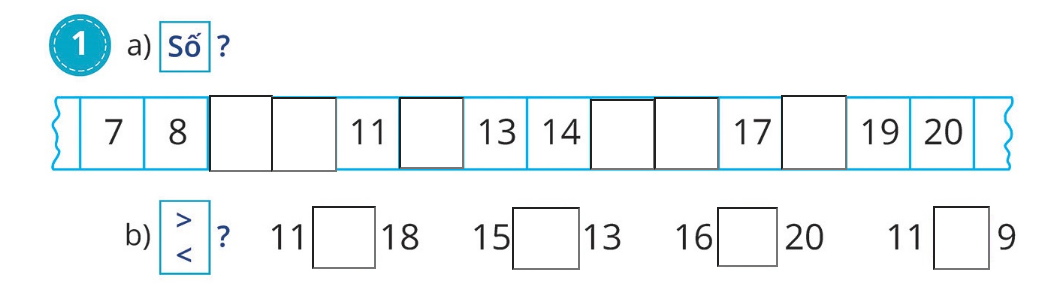 1 a) Số ?
7 8 11 13 14 17 19 20
b) > < ? 11 18 15 13 16 20 11 9